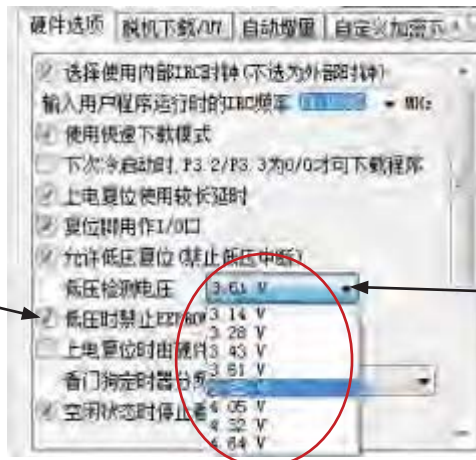 硬件选项 脱机下载/U7 自动增量 自定义加密下
选择使用内部IRC时钟(不选为外部时钟)
输入用户程序运行时的IRC频率 MHz
使用快速下载模式
下次冷启动时,P3.2/P3.3为0/0才可下载程序
上电复位使用较长延时
复位脚用作I/O口
允许低压复位(禁止低压中断)
低压检测电压 3.61 V
低压时禁止EEPROM
3.14 V
3.28 V
上电复位时由硬件
3.43 V
3.61 V
看门狗定时器分频
空闲状态时停止看
4.05 V
4.32 V
4.64 V